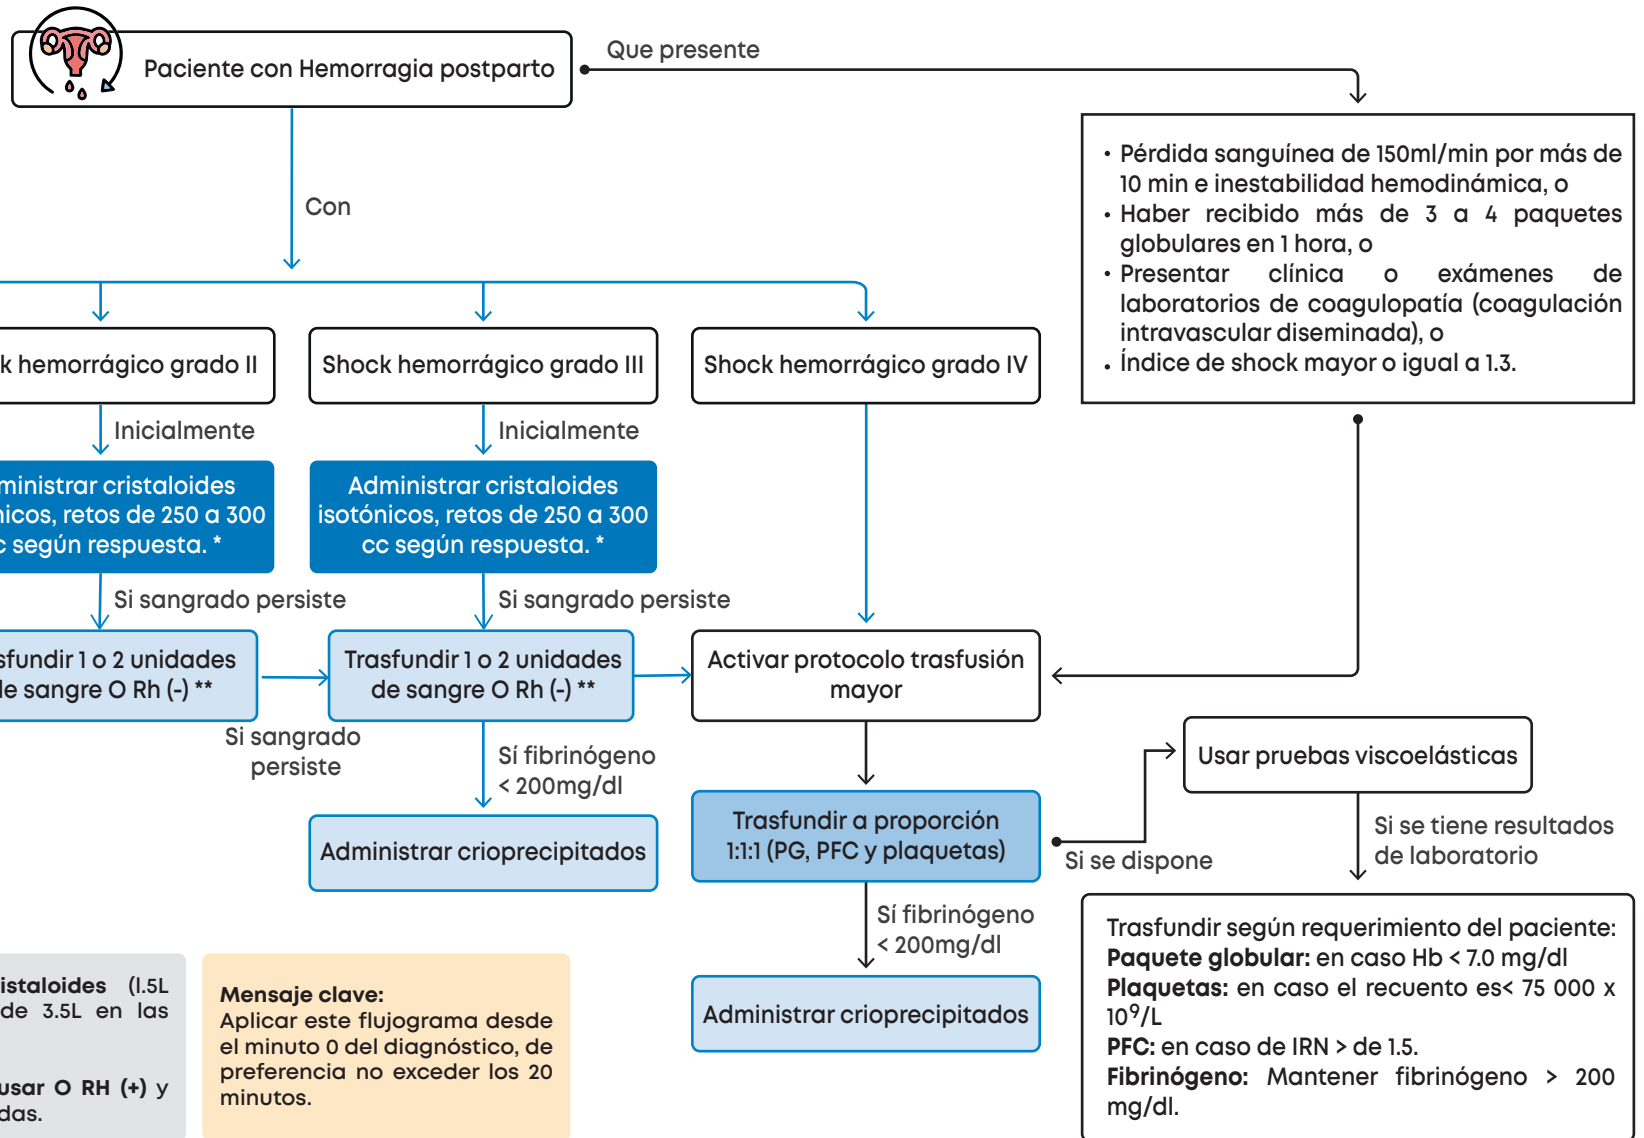 Paciente con Hemorragia postparto
Que presente
Con
• Pérdida sanguínea de 150ml/min por más de
10 min e inestabilidad hemodinámica, o
• Haber recibido más de 3 a 4 paquetes
globulares en 1 hora, o
• Presentar clínica o exámenes de
laboratorios de coagulopatía (coagulación
intravascular diseminada), o
• Índice de shock mayor o igual a 1.3.
k hemorrágico grado II
Shock hemorrágico grado III
Shock hemorrágico grado IV
Inicialmente
Inicialmente
ministrar cristaloides
nicos, retos de 250 a 300
c según respuesta. *
Administrar cristaloides
isotónicos, retos de 250 a 300
cc según respuesta. *
Si sangrado persiste
Si sangrado persiste
sfundir 1 o 2 unidades
de sangre O Rh (-) **
Si sangrado
persiste
Trasfundir 1 o 2 unidades
de sangre O Rh (-) **
Activar protocolo trasfusión
mayor
Sí fibrinógeno
< 200mg/dl
Administrar crioprecipitados
Trasfundir a proporción
1:1:1 (PG, PFC y plaquetas)
Si se dispone
Usar pruebas viscoelásticas
Si se tiene resultados
de laboratorio
Sí fibrinógeno
< 200mg/dl
Administrar crioprecipitados
Trasfundir según requerimiento del paciente:
Paquete globular: en caso Hb < 7.0 mg/dl
Plaquetas: en caso el recuento es< 75 000 x
10⁹/L
PFC: en caso de IRN > de 1.5.
Fibrinógeno: Mantener fibrinógeno > 200
mg/dl.
istaloides (l.5L
de 3.5L en las
usar O RH (+) y
das.
Mensaje clave:
Aplicar este flujograma desde
el minuto 0 del diagnóstico, de
preferencia no exceder los 20
minutos.